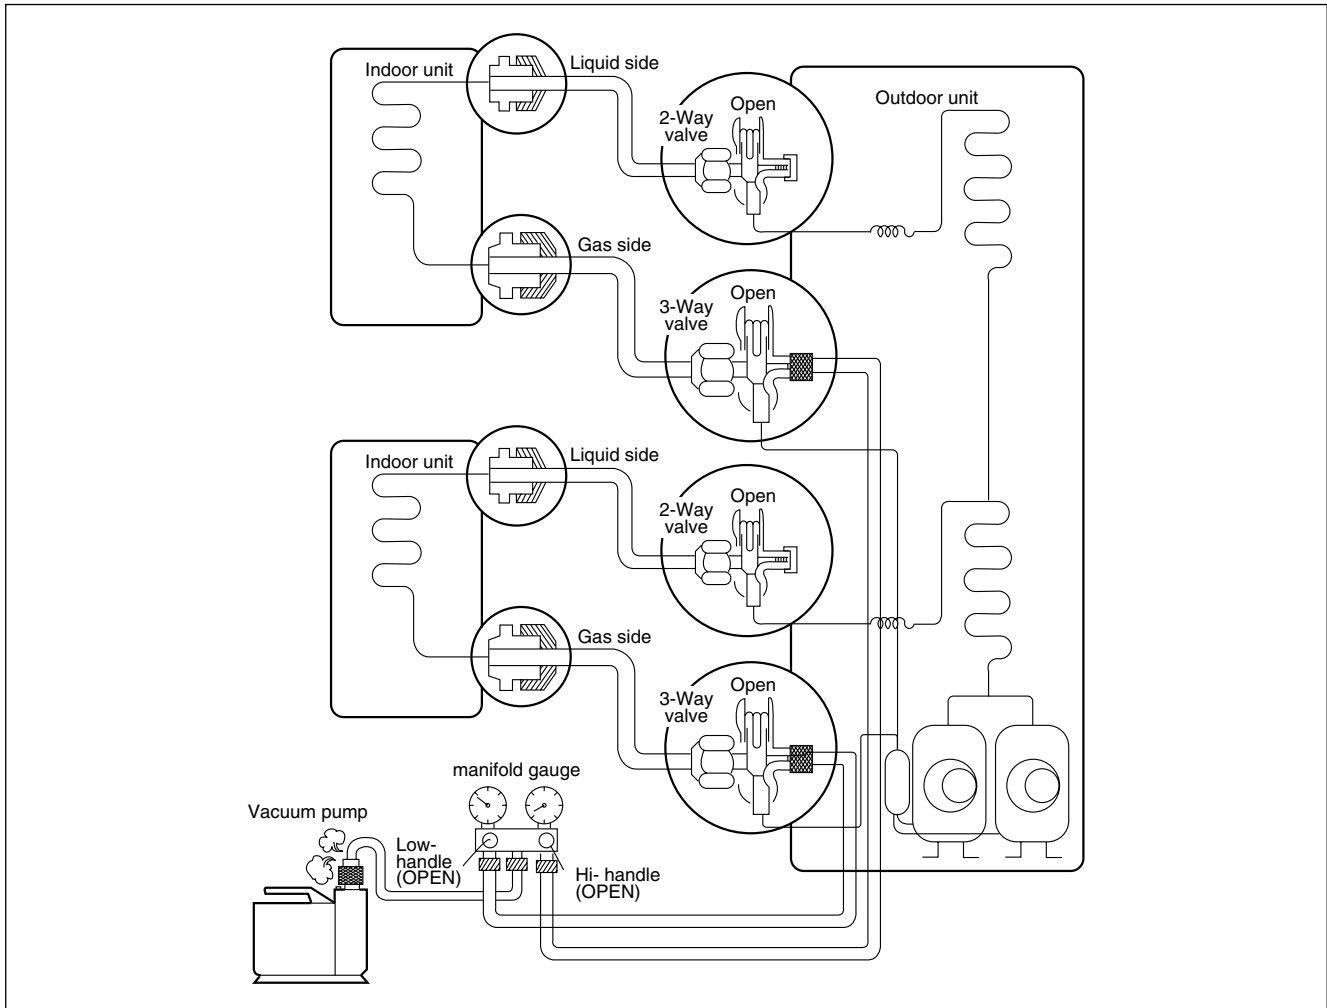 Indoor unit
Liquid side
2-Way
valve
Open
Outdoor unit
Gas side
3-Way
valve
Open
Indoor unit
Liquid side
2-Way
valve
Open
Gas side
3-Way
valve
Open
manifold gauge
Vacuum pump
Low-
handle
(OPEN)
Hi- handle
(OPEN)